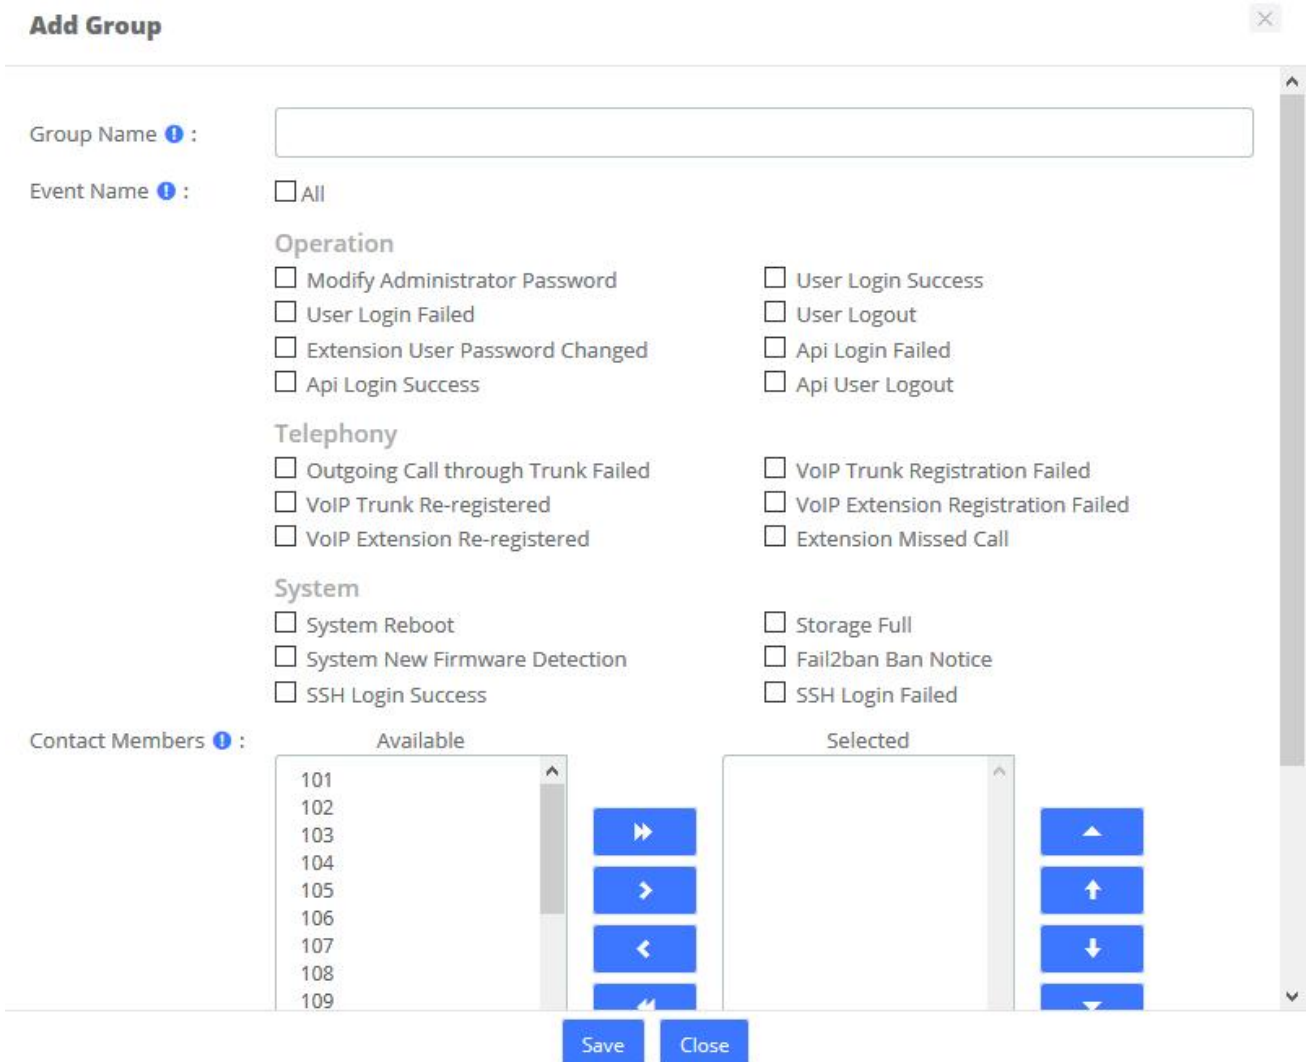 Add Group
Group Name :
Event Name :
All
Operation
Modify Administrator Password User Login Success
User Login Failed User Logout
Extension User Password Changed Api Login Failed
Api Login Success Api User Logout
Telephony
Outgoing Call through Trunk Failed VoIP Trunk Registration Failed
VoIP Trunk Re-registered VoIP Extension Registration Failed
VoIP Extension Re-registered Extension Missed Call
System
System Reboot Storage Full
System New Firmware Detection Fail2ban Ban Notice
SSH Login Success SSH Login Failed
Contact Members : Available Selected
101
102
103
104
105
106
107
108
109
Save Close